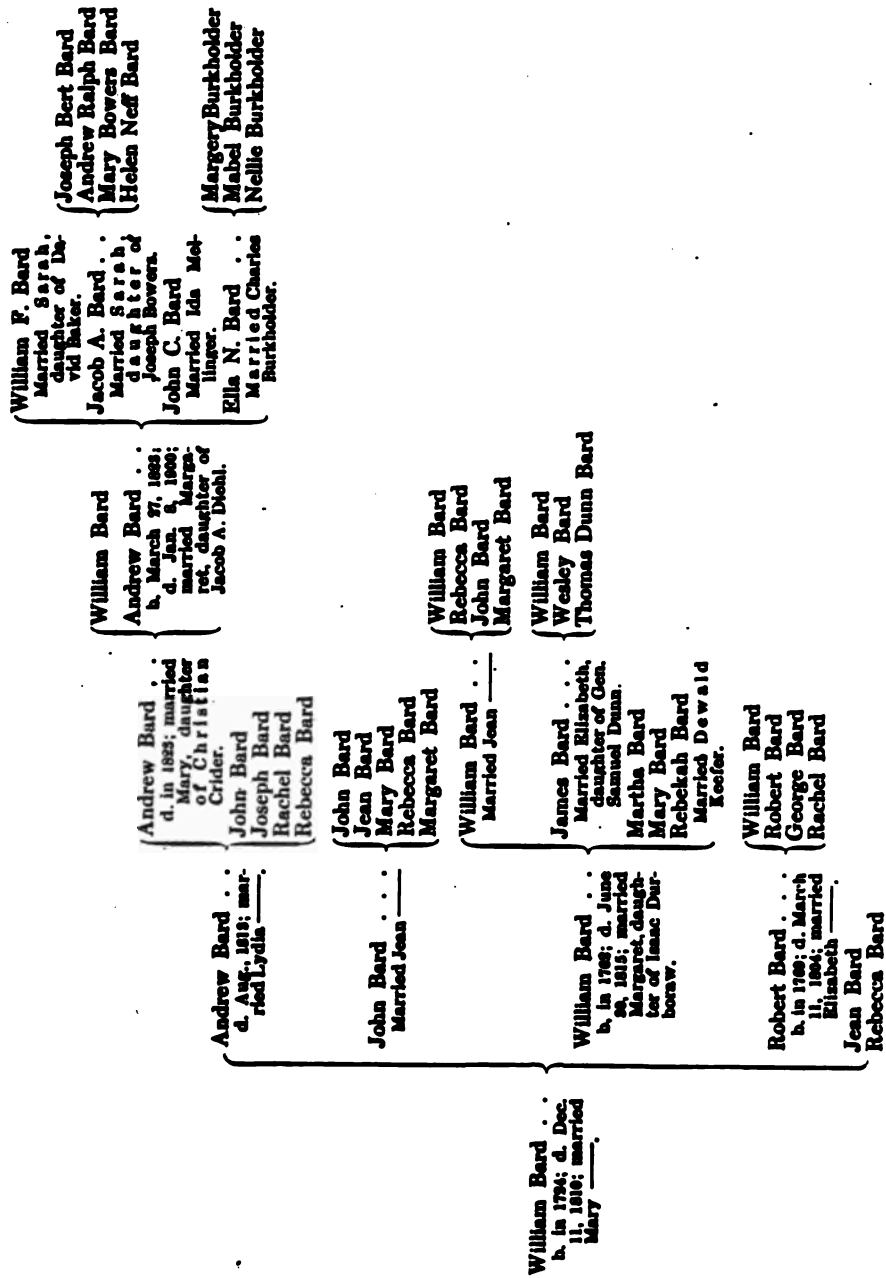 William Bard . .
b. in 1734; d. Dec.
11, 1810; married
Mary ——.
Andrew Bard . .
d. Aug., 1813; mar-
ried Lydia ——.
John Bard . . .
Married Jean ——
William Bard . .
b. in 1762; d. June
30, 1815; married
Margaret, daugh-
ter of Isaac Dur-
boraw.
Robert Bard . . .
b. in 1769; d. March
11, 1804; married
Elizabeth ——.
Jean Bard
Rebecca Bard
Andrew Bard . .
d. in 1823; married
Mary, daughter
of Christian
Crider.
John Bard
Joseph Bard
Rachel Bard
Rebecca Bard
John Bard
Jean Bard
Mary Bard
Rebecca Bard
Margaret Bard
William Bard . .
Married Jean ——
James Bard . . . .
Married Elizabeth,
daughter of Gen.
Samuel Dunn.
Martha Bard
Mary Bard
Rebekah Bard
Married Dewald
Keefer.
William Bard
Robert Bard
George Bard
Rachel Bard
William Bard
Andrew Bard . .
b. March 27, 1823;
d. Jan. 8, 1900;
married Marga-
ret, daughter of
Jacob A. Diehl.
William Bard
Rebecca Bard
John Bard
Margaret Bard
William Bard
Wesley Bard
Thomas Dunn Bard
William F. Bard
Married Sarah,
daughter of Da-
vid Baker.
Jacob A. Bard . .
Married Sarah,
daughter of
Joseph Bowers.
John C. Bard
Married Ida Mel-
linger.
Ella N. Bard . .
Married Charles
Burkholder.
Joseph Bert Bard
Andrew Ralph Bard
Mary Bowers Bard
Helen Neff Bard
Margery Burkholder
Mabel Burkholder
Nellie Burkholder